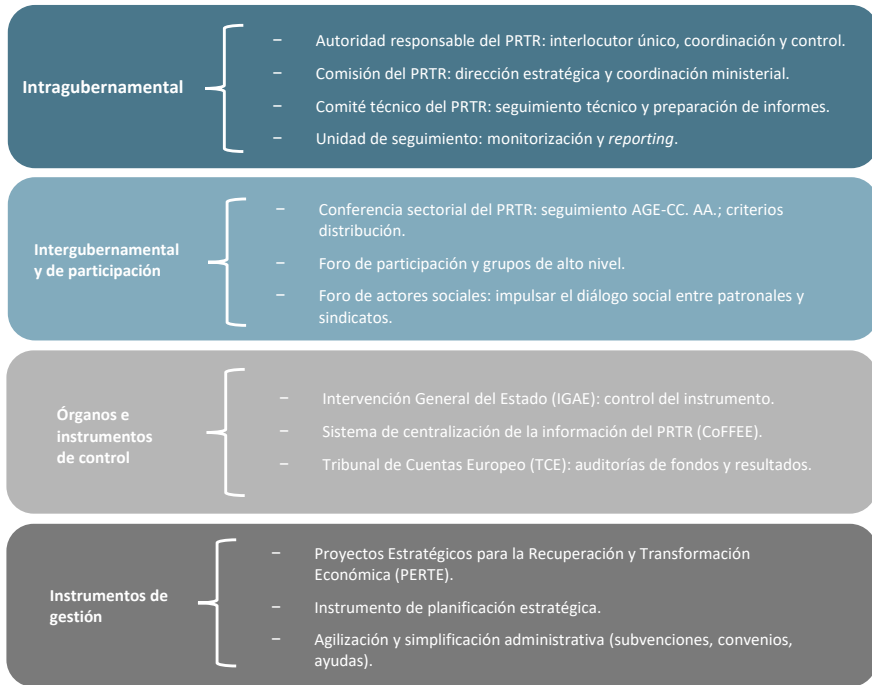 Intragubernamental
– Autoridad responsable del PRTR: interlocutor único, coordinación y control.
– Comisión del PRTR: dirección estratégica y coordinación ministerial.
– Comité técnico del PRTR: seguimiento técnico y preparación de informes.
– Unidad de seguimiento: monitorización y reporting.
Intergubernamental
y de participación
– Conferencia sectorial del PRTR: seguimiento AGE-CC. AA.; criterios
distribución.
– Foro de participación y grupos de alto nivel.
– Foro de actores sociales: impulsar el diálogo social entre patronales y
sindicatos.
Órganos e
instrumentos
de control
– Intervención General del Estado (IGAE): control del instrumento.
– Sistema de centralización de la información del PRTR (CoFFEE).
– Tribunal de Cuentas Europeo (TCE): auditorías de fondos y resultados.
Instrumentos de
gestión
– Proyectos Estratégicos para la Recuperación y Transformación
Económica (PERTE).
– Instrumento de planificación estratégica.
– Agilización y simplificación administrativa (subvenciones, convenios,
ayudas).